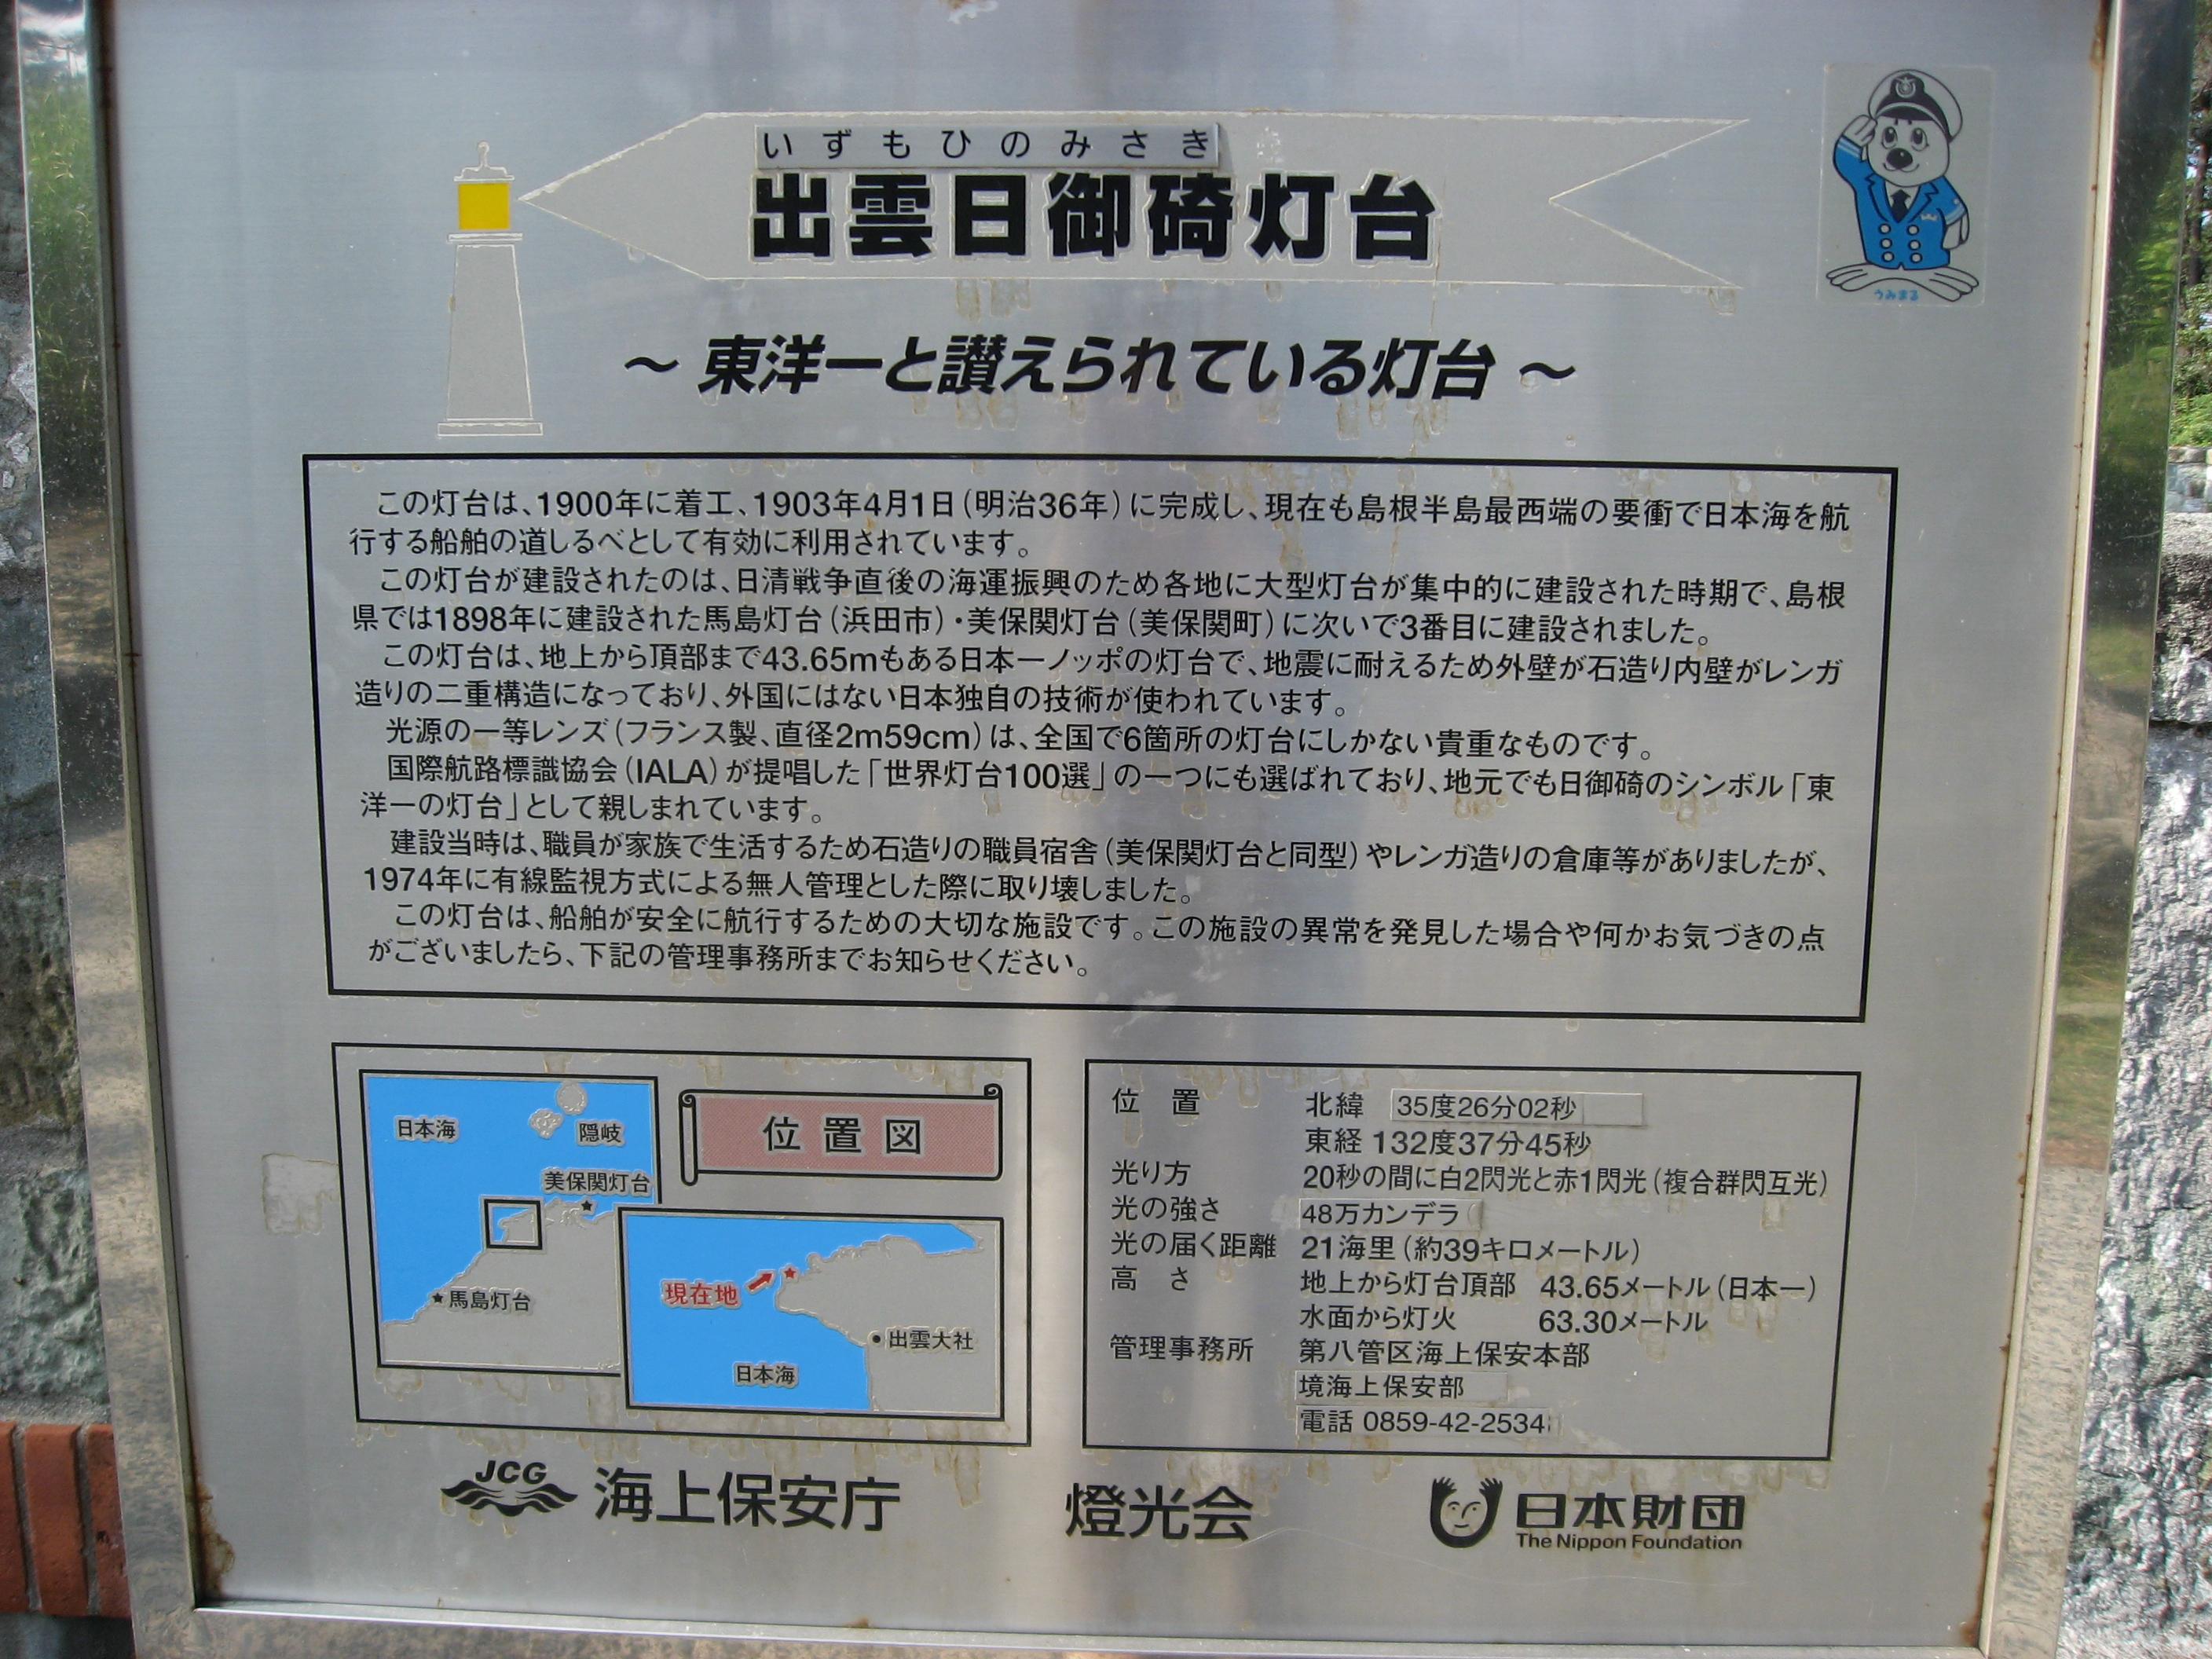 いずもひのみさき
出雲日御碕灯台
～ 東洋一と讃えられている灯台 ～
うみまる
この灯台は、1900年に着工、1903年4月1日(明治36年)に完成し、現在も島根半島最西端の要衝で日本海を航
行する船舶の道しるべとして有効に利用されています。
この灯台が建設されたのは、日清戦争直後の海運振興のため各地に大型灯台が集中的に建設された時期で、島根
県では1898年に建設された馬島灯台(浜田市)・美保関灯台(美保関町)に次いで3番目に建設されました。
この灯台は、地上から頂部まで43.65mもある日本一ノッポの灯台で、地震に耐えるため外壁が石造り内壁がレンガ
造りの二重構造になっており、外国にはない日本独自の技術が使われています。
光源の一等レンズ(フランス製、直径2m59cm)は、全国で6箇所の灯台にしかない貴重なものです。
国際航路標識協会(IALA)が提唱した「世界灯台100選」の一つにも選ばれており、地元でも日御碕のシンボル「東
洋一の灯台」として親しまれています。
建設当時は、職員が家族で生活するため石造りの職員宿舎(美保関灯台と同型)やレンガ造りの倉庫等がありましたが、
1974年に有線監視方式による無人管理とした際に取り壊しました。
この灯台は、船舶が安全に航行するための大切な施設です。この施設の異常を発見した場合や何かお気づきの点
がございましたら、下記の管理事務所までお知らせください。
位置図
日本海
隠岐
美保関灯台
馬島灯台
現在地
出雲大社
日本海
位 置 北緯 35度26分02秒
東経 132度37分45秒
光り方 20秒の間に白2閃光と赤1閃光(複合群閃互光)
光の強さ 48万カンデラ
光の届く距離 21海里(約39キロメートル)
高 さ 地上から灯台頂部 43.65メートル(日本一)
水面から灯火 63.30メートル
管理事務所 第八管区海上保安本部
境海上保安部
電話 0859-42-2534
JCG 海上保安庁
燈光会
日本財団
The Nippon Foundation